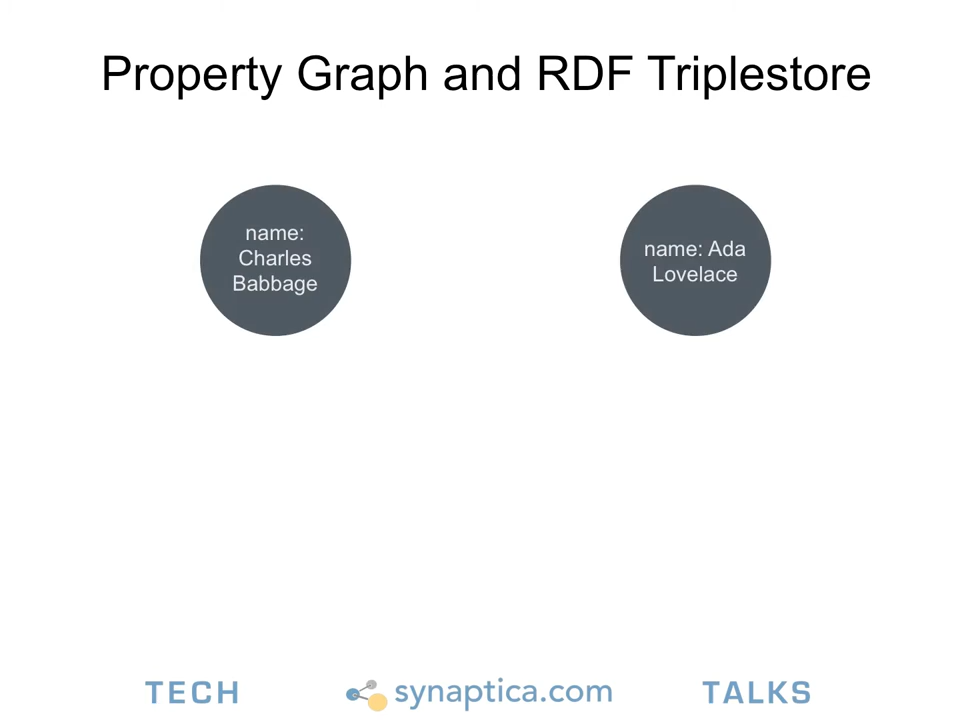 Property Graph and RDF Triplestore
name:
Charles
Babbage
name: Ada
Lovelace
TECH
synaptica.com
TALKS